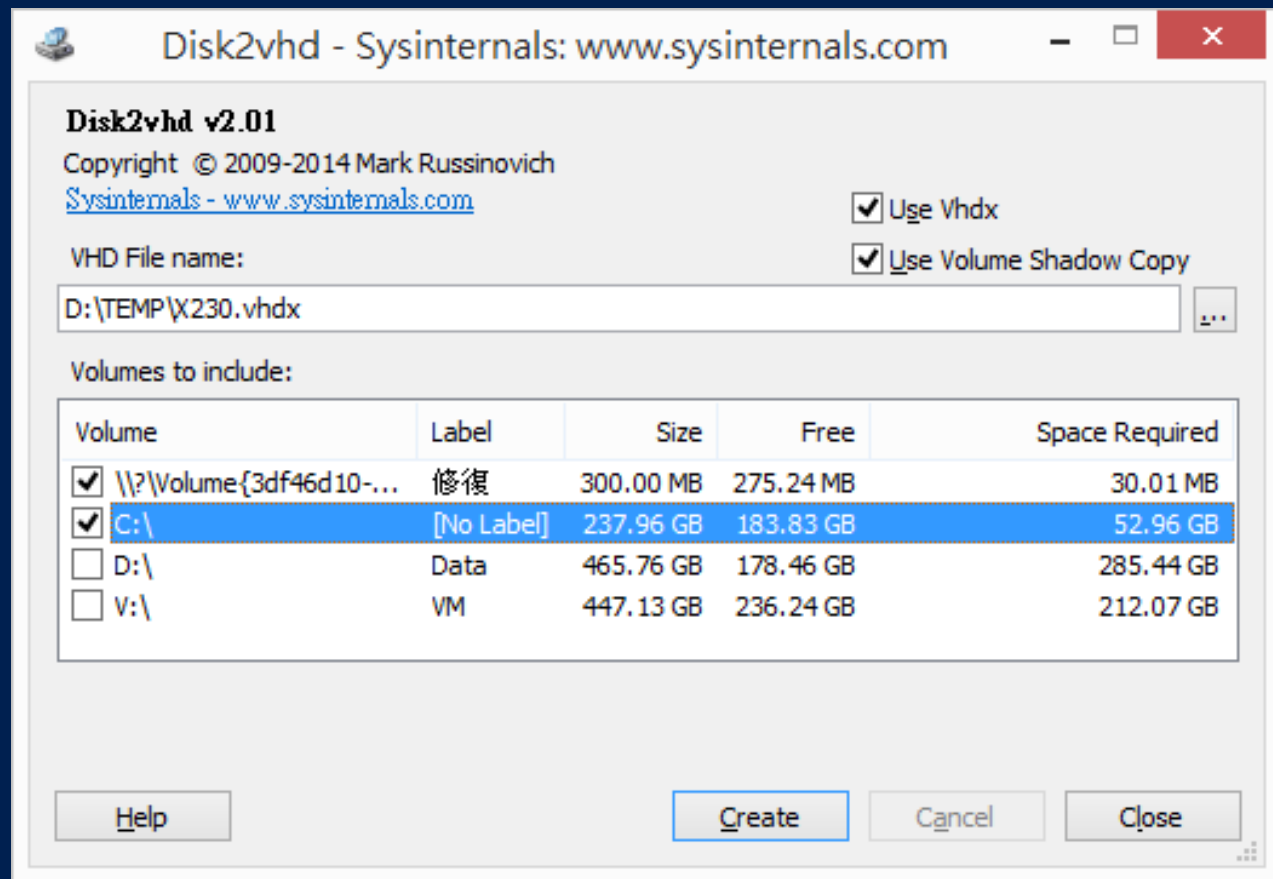 Disk2vhd - Sysinternals: www.sysinternals.com
Disk2vhd v2.01
Copyright © 2009-2014 Mark Russinovich
Sysinternals - www.sysinternals.com
Use Vhdx
VHD File name:
Use Volume Shadow Copy
D:\TEMP\X230.vhdx
...
Volumes to include:
Volume Label Size Free Space Required
\\?\Volume{3df46d10-... 修復 300.00 MB 275.24 MB 30.01 MB
C:\ [No Label] 237.96 GB 183.83 GB 52.96 GB
D:\ Data 465.76 GB 178.46 GB 285.44 GB
V:\ VM 447.13 GB 236.24 GB 212.07 GB
Help Create Cancel Close